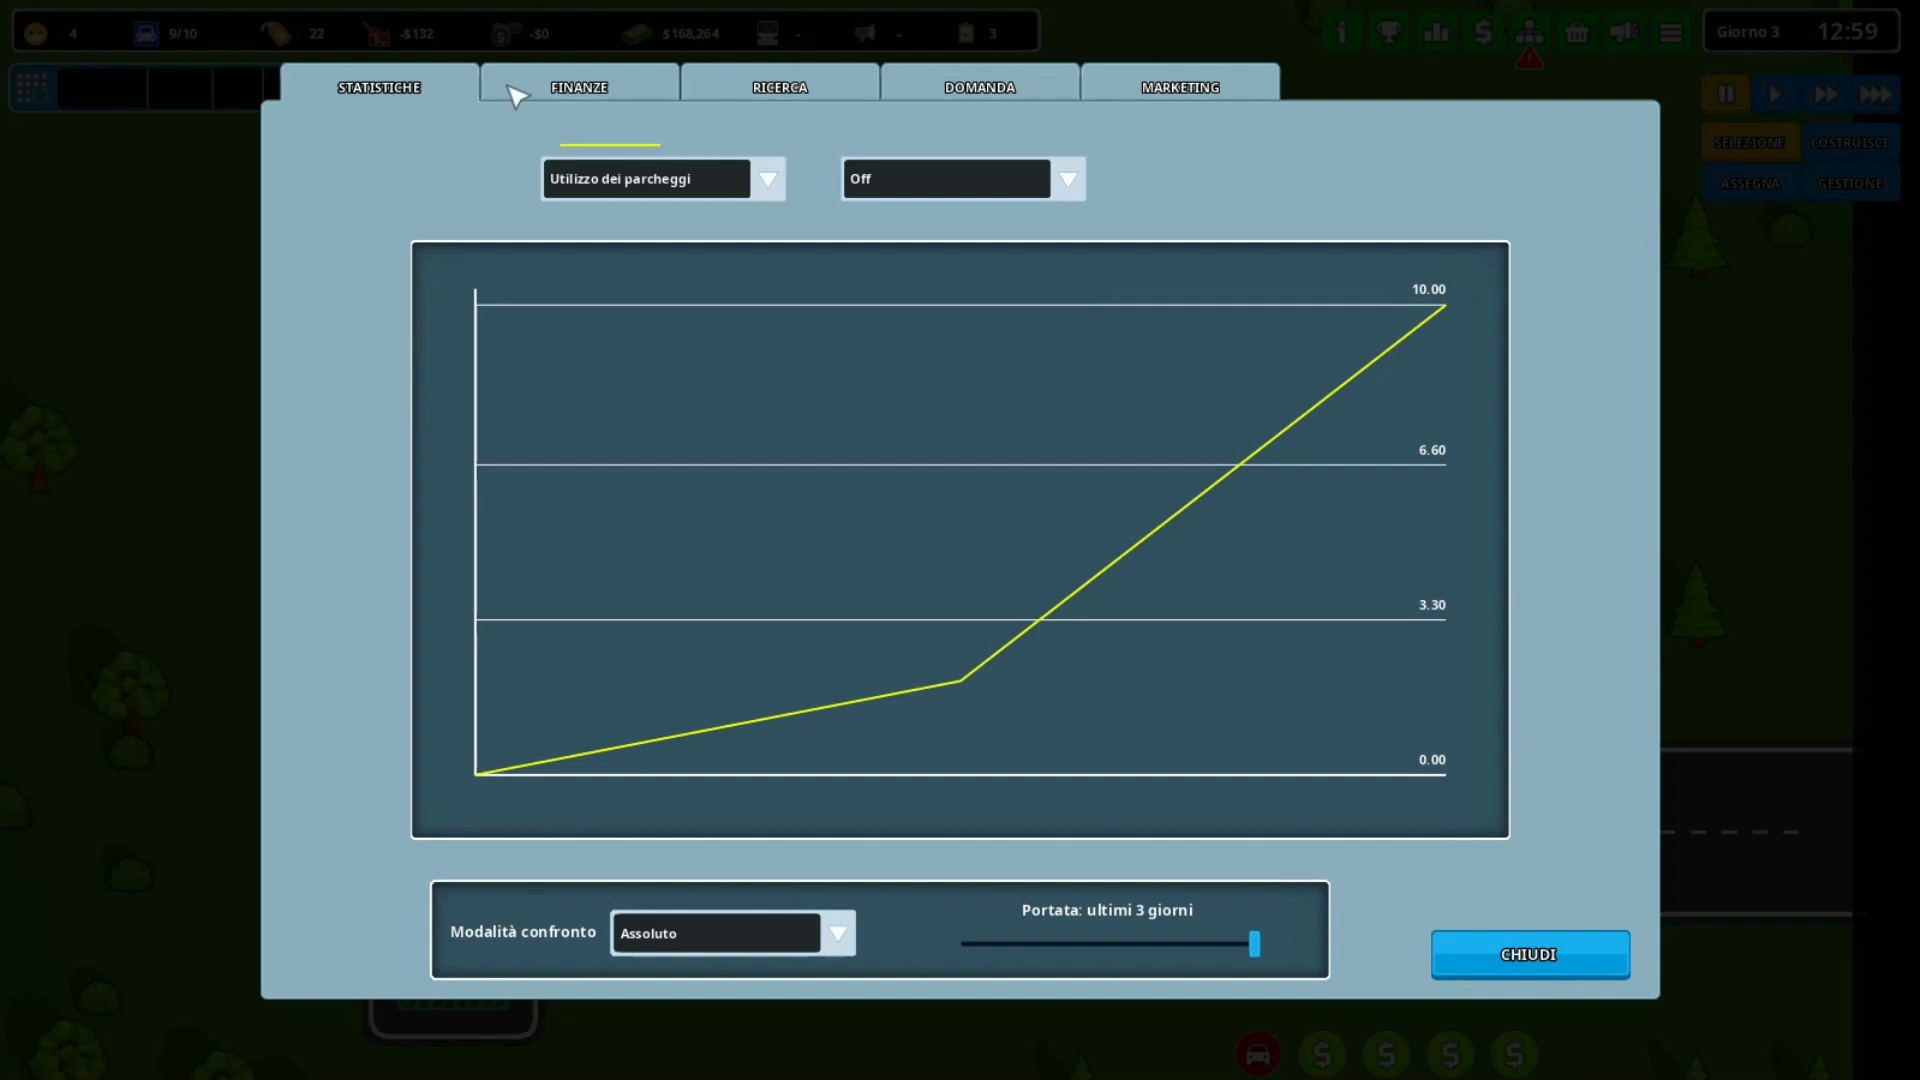 4 9/10 22 -$132 -$0 $168,264 - - 3
Giorno 3 12:59
STATISTICHE FINANZE RICERCA DOMANDA MARKETING
SELEZIONE COSTRUISCI
ASSEGNA GESTIONE
Utilizzo dei parcheggi Off
10.00
6.60
3.30
0.00
Portata: ultimi 3 giorni
Modalità confronto Assoluto
CHIUDI